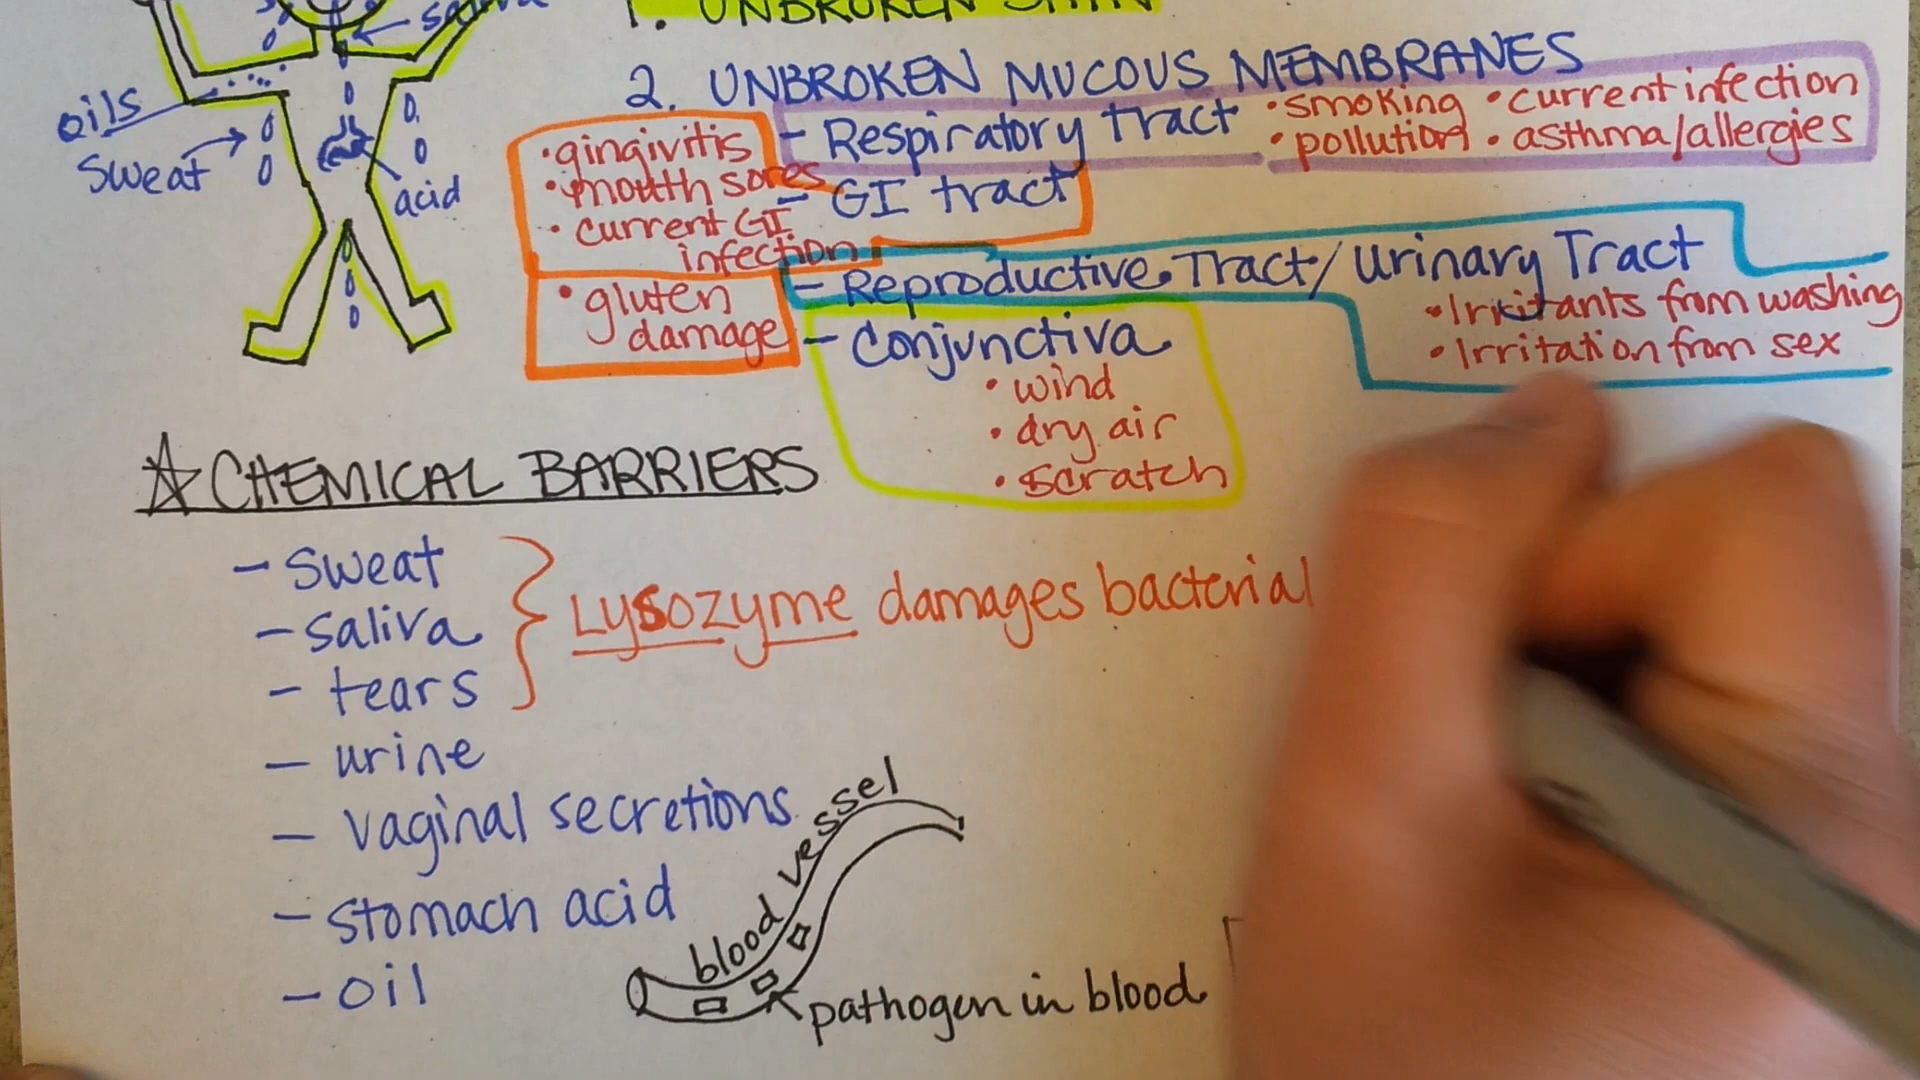 saliva
1. UNBROKEN SKIN
2. UNBROKEN MUCOUS MEMBRANES
- Respiratory tract
• smoking • current infection
• pollution • asthma/allergies
oils
sweat
acid
• gingivitis
• mouth sores
• current GI
infection
• gluten
damage
- GI tract
- Reproductive Tract/Urinary Tract
• Irritants from washing
• Irritation from sex
- Conjunctiva
• wind
• dry air
• scratch
☆ CHEMICAL BARRIERS
- sweat
- saliva
- tears
Lysozyme damages bacterial
- urine
- vaginal secretions
- stomach acid
- oil
blood vessel
pathogen in blood